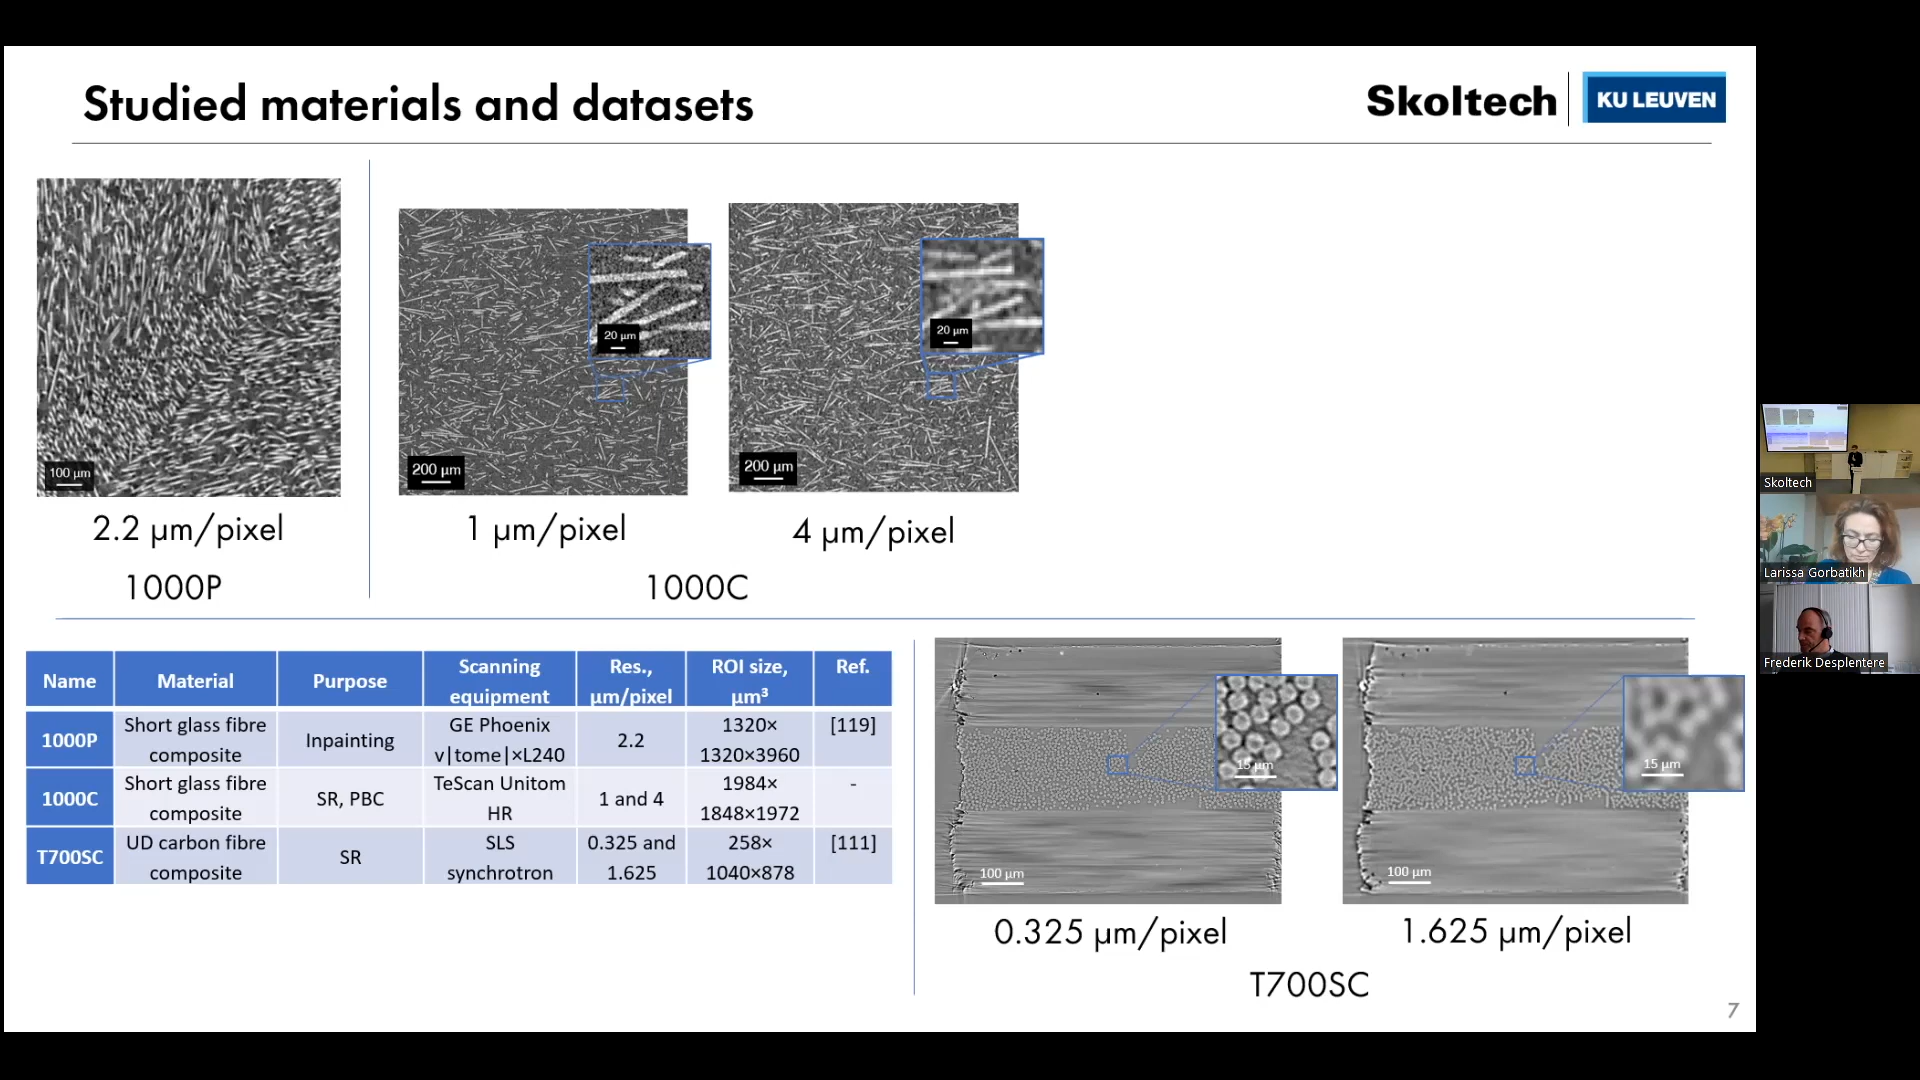 Studied materials and datasets
Skoltech
KU LEUVEN
100 µm
2.2 µm/pixel
1000P
20 µm
200 µm
1 µm/pixel
20 µm
200 µm
4 µm/pixel
1000C
Name Material Purpose Scanning equipment Res., µm/pixel ROI size, µm³ Ref.
1000P Short glass fibre composite Inpainting GE Phoenix v|tome|×L240 2.2 1320× 1320×3960 [119]
1000C Short glass fibre composite SR, PBC TeScan Unitom HR 1 and 4 1984× 1848×1972 -
T700SC UD carbon fibre composite SR SLS synchrotron 0.325 and 1.625 258× 1040×878 [111]
15 µm
100 µm
0.325 µm/pixel
15 µm
100 µm
1.625 µm/pixel
T700SC
7
Skoltech
Larissa Gorbatikh
Frederik Desplentere